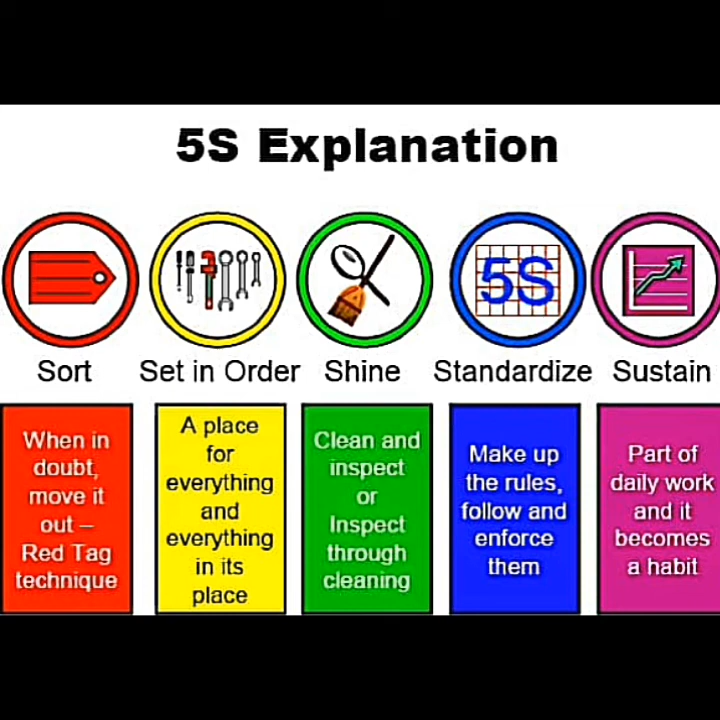 5S Explanation
5S
Sort
Set in Order
Shine
Standardize
Sustain
When in
doubt,
move it
out –
Red Tag
technique
A place
for
everything
and
everything
in its
place
Clean and
inspect
or
Inspect
through
cleaning
Make up
the rules,
follow and
enforce
them
Part of
daily work
and it
becomes
a habit